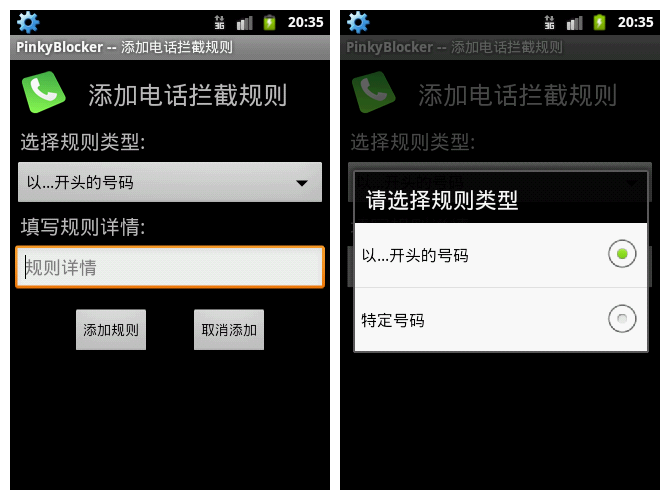 3G 20:35
PinkyBlocker -- 添加电话拦截规则
添加电话拦截规则
选择规则类型:
以...开头的号码
填写规则详情:
规则详情
添加规则 取消添加
3G 20:35
PinkyBlocker -- 添加电话拦截规则
添加电话拦截规则
选择规则类型:
请选择规则类型
以...开头的号码
特定号码